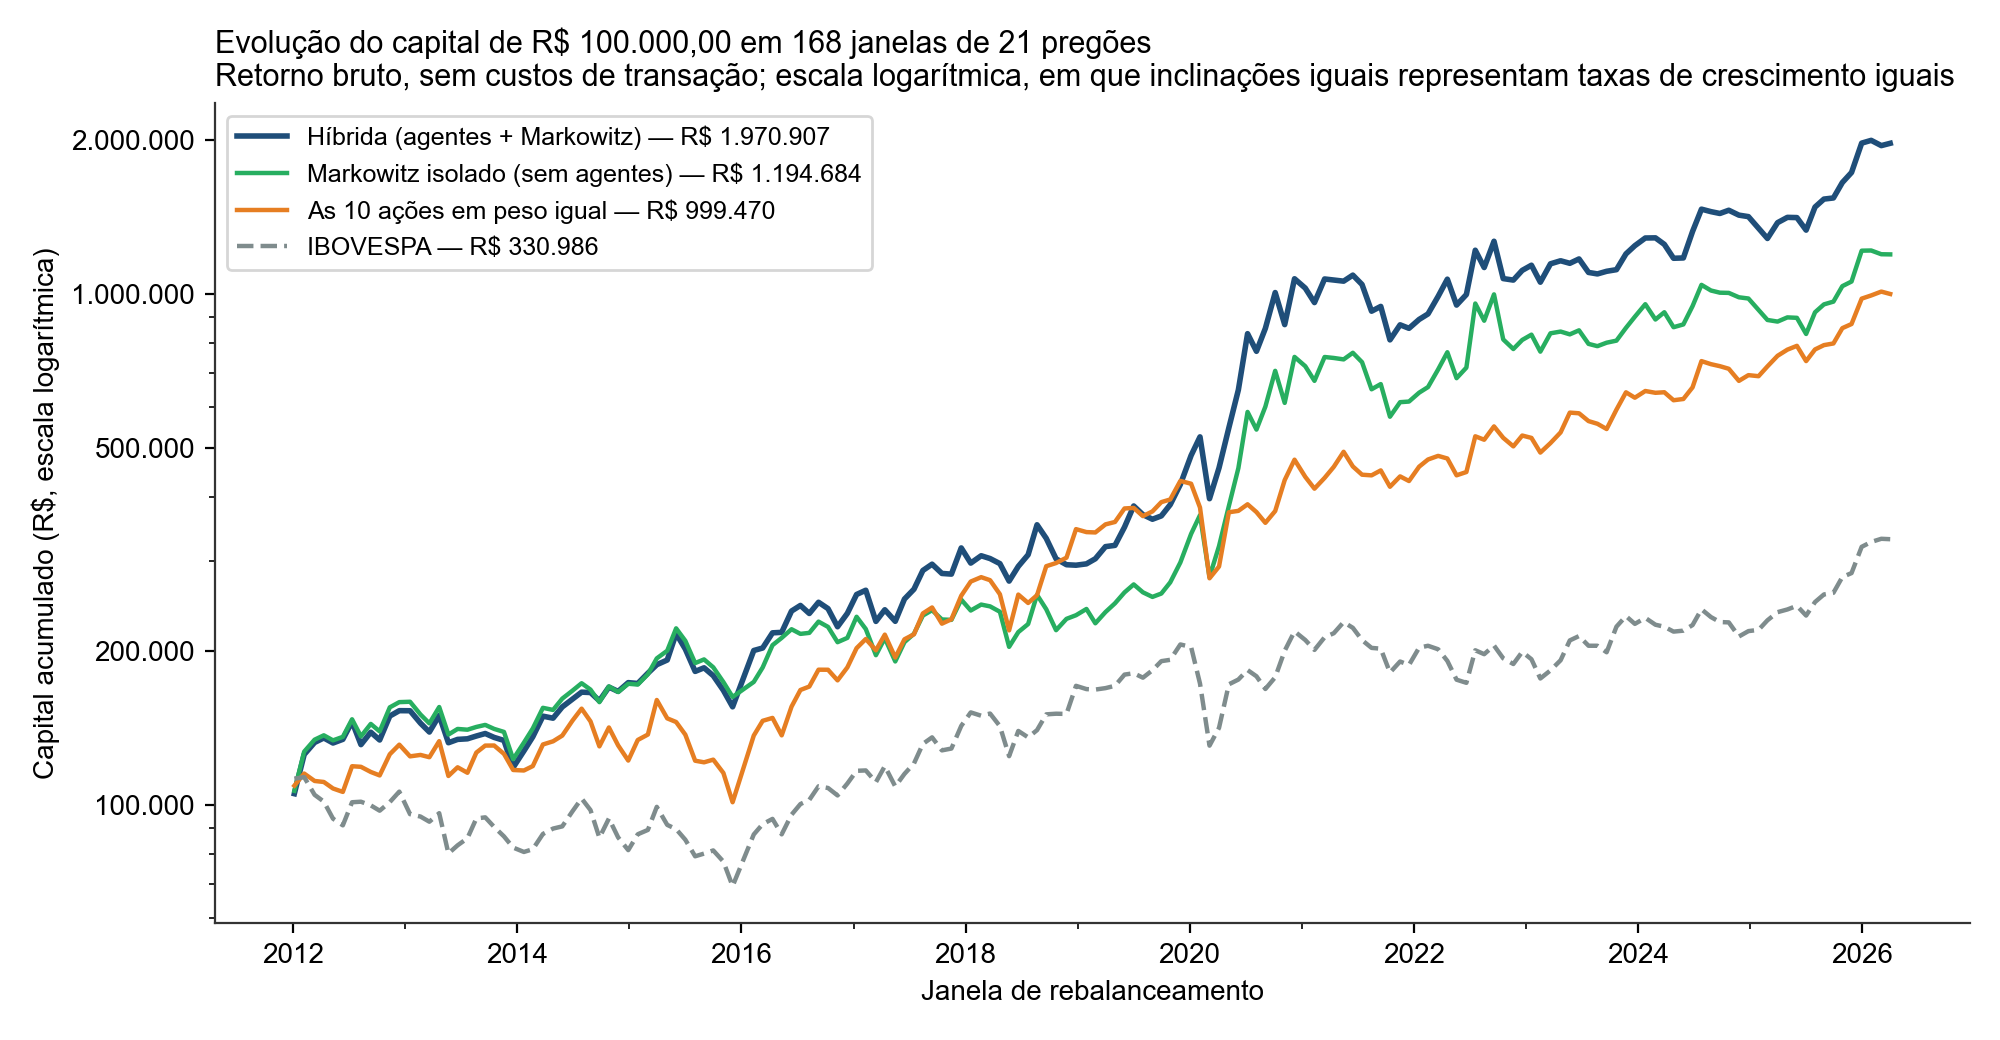 Evolução do capital de R$ 100.000,00 em 168 janelas de 21 pregões
Retorno bruto, sem custos de transação; escala logarítmica, em que inclinações iguais representam taxas de crescimento iguais
Híbrida (agentes + Markowitz) — R$ 1.970.907
Markowitz isolado (sem agentes) — R$ 1.194.684
As 10 ações em peso igual — R$ 999.470
IBOVESPA — R$ 330.986
Capital acumulado (R$, escala logarítmica)
2.000.000
1.000.000
500.000
200.000
100.000
2012 2014 2016 2018 2020 2022 2024 2026
Janela de rebalanceamento